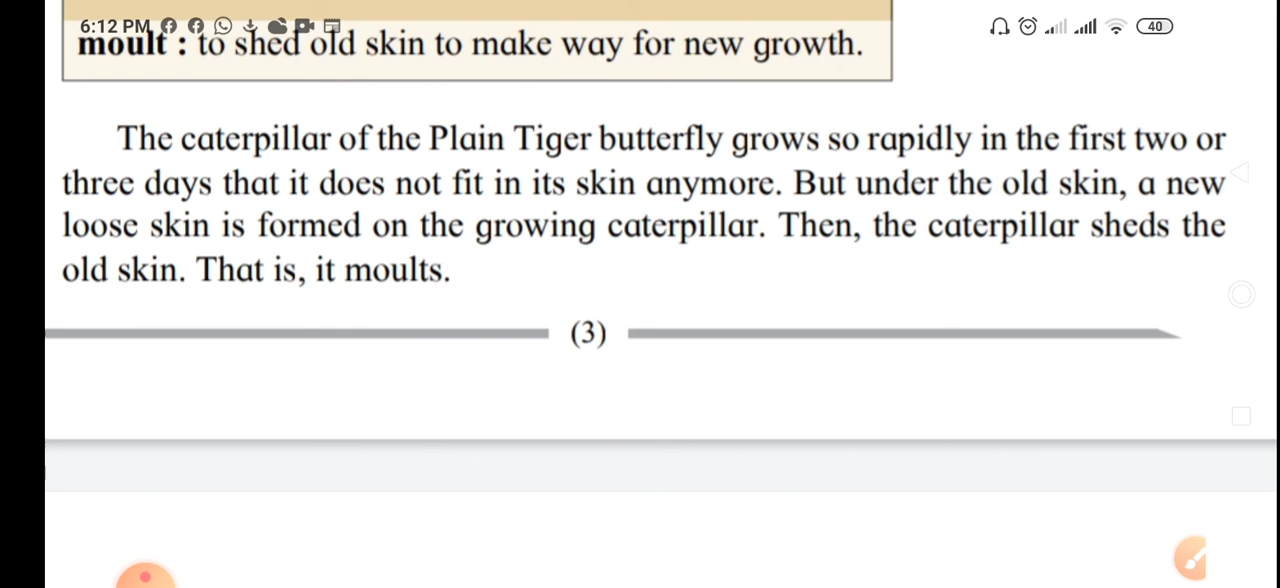 6:12 PM
40
moult : to shed old skin to make way for new growth.
The caterpillar of the Plain Tiger butterfly grows so rapidly in the first two or
three days that it does not fit in its skin anymore. But under the old skin, a new
loose skin is formed on the growing caterpillar. Then, the caterpillar sheds the
old skin. That is, it moults.
(3)